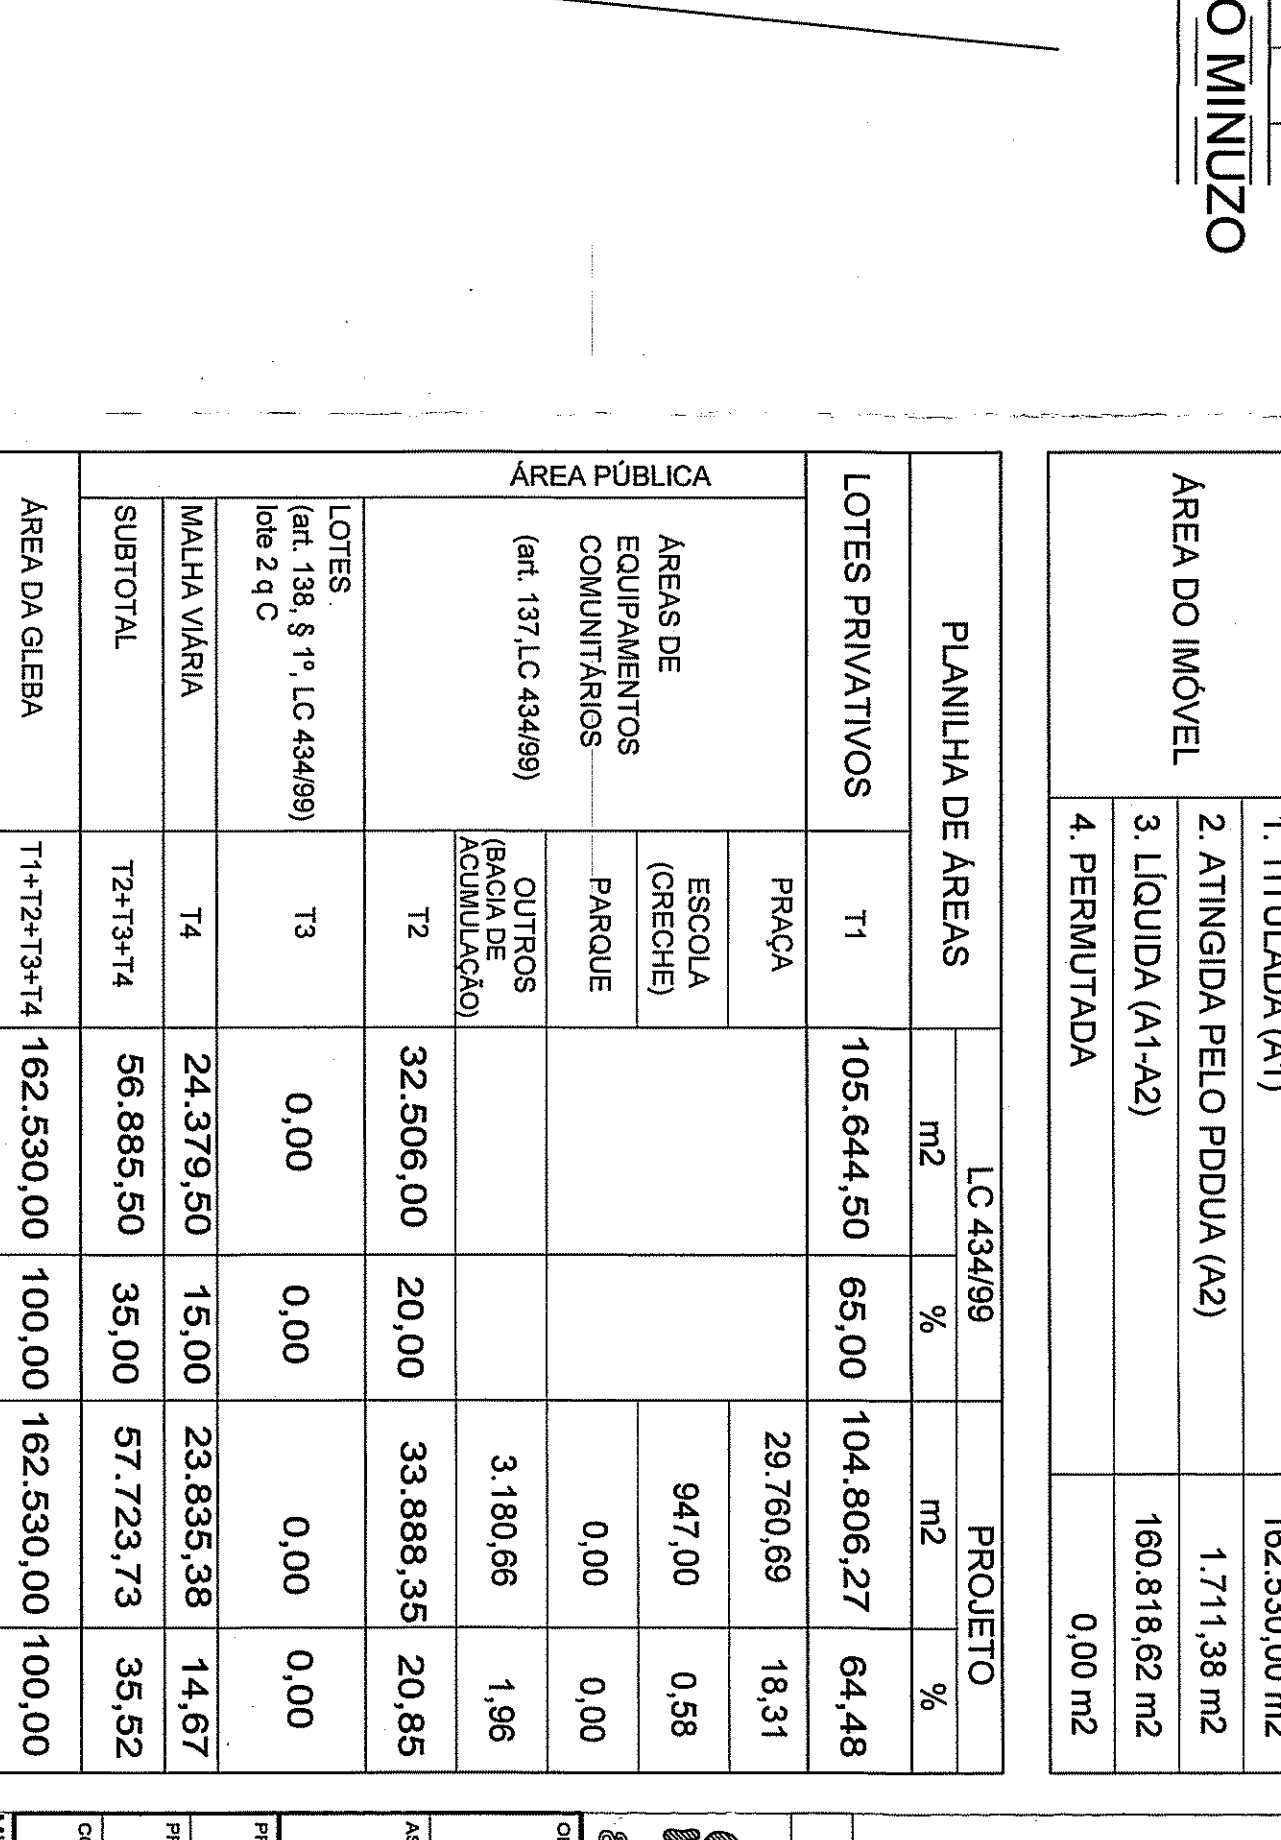 O MINUZO
ÁREA DO IMÓVEL
1. TITULADA (A1) 162.530,00 m2
2. ATINGIDA PELO PDDUA (A2) 1.711,38 m2
3. LÍQUIDA (A1-A2) 160.818,62 m2
4. PERMUTADA 0,00 m2
PLANILHA DE ÁREAS
LC 434/99 PROJETO
m2 % m2 %
LOTES PRIVATIVOS T1 105.644,50 65,00 104.806,27 64,48
ÁREA PÚBLICA
ÁREAS DE
EQUIPAMENTOS
COMUNITÁRIOS
(art. 137,LC 434/99)
PRAÇA 29.760,69 18,31
ESCOLA
(CRECHE) 947,00 0,58
PARQUE 0,00 0,00
OUTROS
(BACIA DE
ACUMULAÇÃO) 3.180,66 1,96
T2 32.506,00 20,00 33.888,35 20,85
LOTES
(art. 138, § 1º, LC 434/99)
lote 2 q C
T3 0,00 0,00 0,00 0,00
MALHA VIÁRIA T4 24.379,50 15,00 23.835,38 14,67
SUBTOTAL T2+T3+T4 56.885,50 35,00 57.723,73 35,52
ÁREA DA GLEBA T1+T2+T3+T4 162.530,00 100,00 162.530,00 100,00